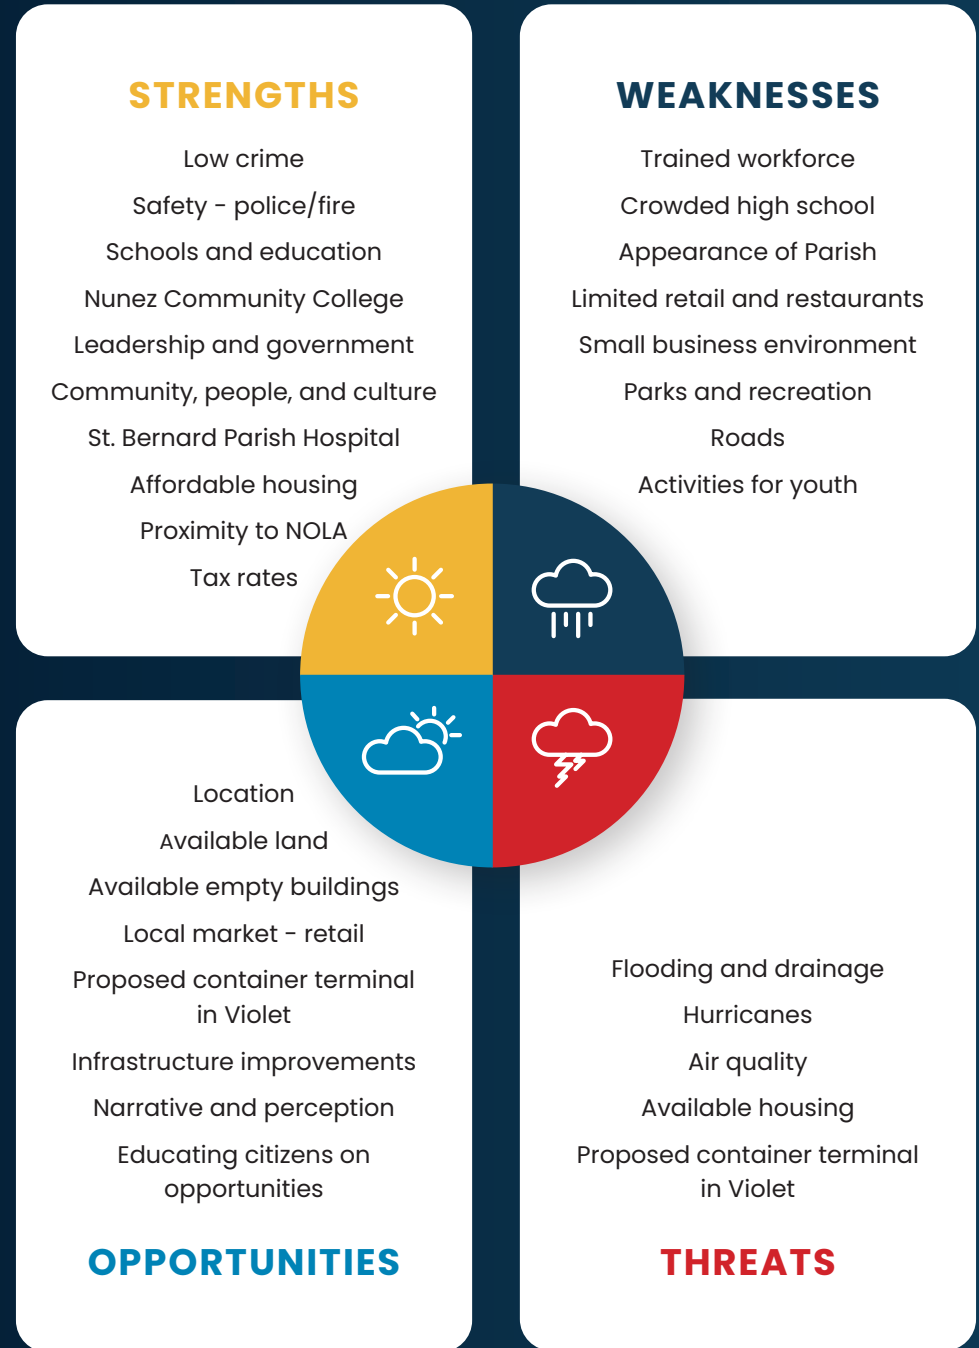 STRENGTHS
Low crime
Safety - police/fire
Schools and education
Nunez Community College
Leadership and government
Community, people, and culture
St. Bernard Parish Hospital
Affordable housing
Proximity to NOLA
Tax rates
WEAKNESSES
Trained workforce
Crowded high school
Appearance of Parish
Limited retail and restaurants
Small business environment
Parks and recreation
Roads
Activities for youth
Location
Available land
Available empty buildings
Local market - retail
Proposed container terminal
in Violet
Infrastructure improvements
Narrative and perception
Educating citizens on
opportunities
OPPORTUNITIES
Flooding and drainage
Hurricanes
Air quality
Available housing
Proposed container terminal
in Violet
THREATS